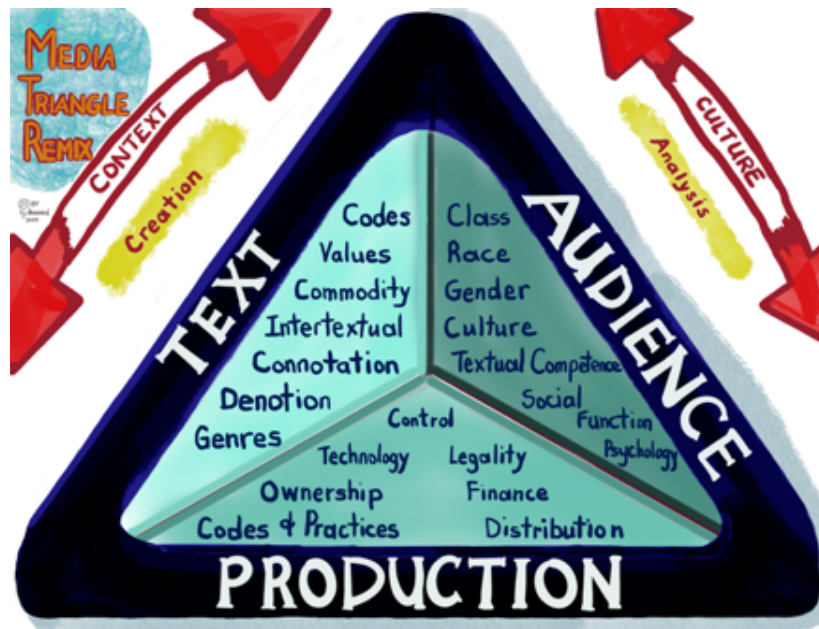 MEDIA
TRIANGLE
REMIX
CONTEXT
Creation
CULTURE
Analysis
TEXT
Codes
Values
Commodity
Intertextual
Connotation
Denotion
Genres
AUDIENCE
Class
Race
Gender
Culture
Textual Competence
Social
Function
Psychology
Control
Technology Legality
Ownership Finance
Codes & Practices Distribution
PRODUCTION